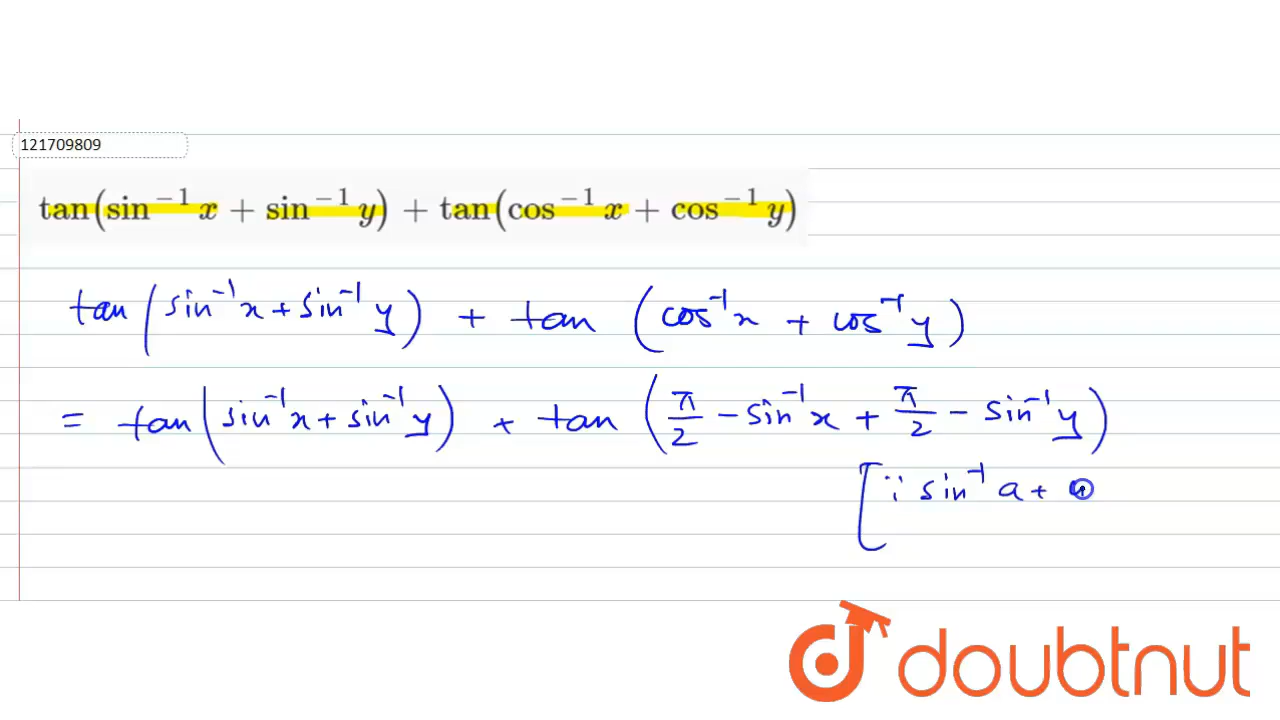 121709809
tan(sin⁻¹ x + sin⁻¹ y) + tan(cos⁻¹ x + cos⁻¹ y)
tan (sin⁻¹x + sin⁻¹y) + tan (cos⁻¹x + cos⁻¹y)
= tan (sin⁻¹x + sin⁻¹y) + tan (π/2 - sin⁻¹x + π/2 - sin⁻¹y)
[∵ sin⁻¹ a +
doubtnut